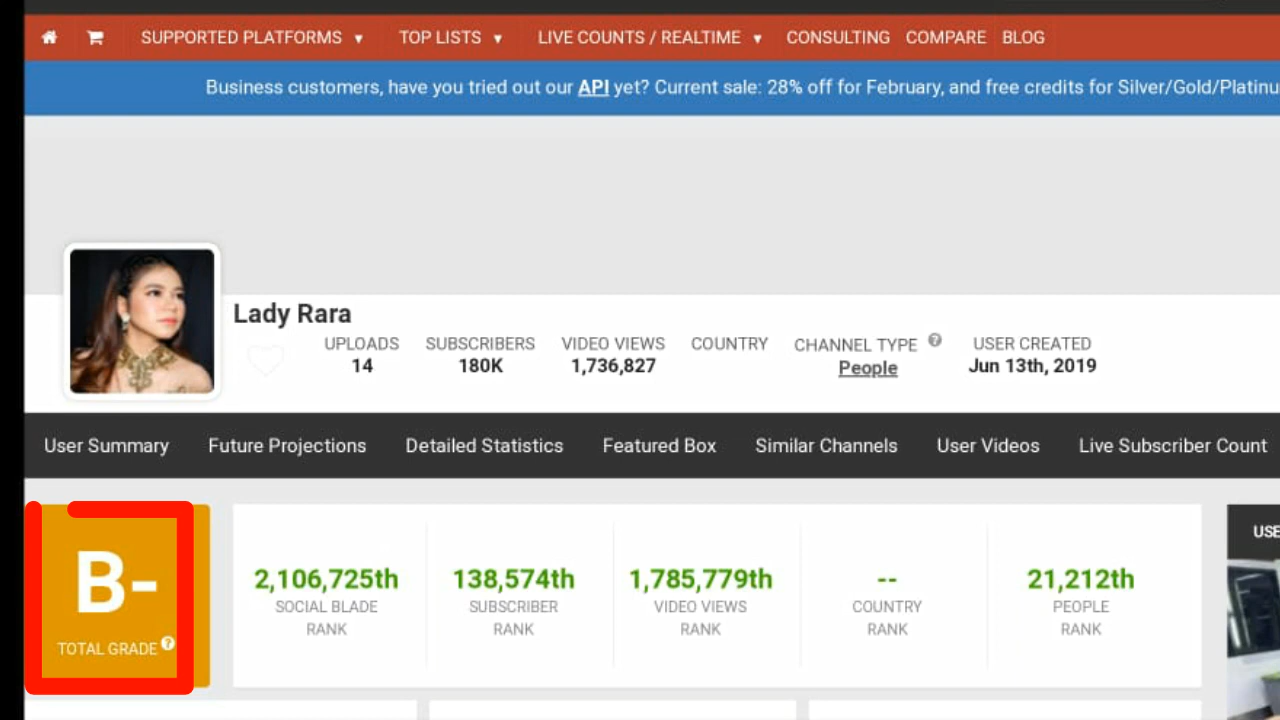 SUPPORTED PLATFORMS ▼ TOP LISTS ▼ LIVE COUNTS / REALTIME ▼ CONSULTING COMPARE BLOG
Business customers, have you tried out our API yet? Current sale: 28% off for February, and free credits for Silver/Gold/Platinu
Lady Rara
UPLOADS SUBSCRIBERS VIDEO VIEWS COUNTRY CHANNEL TYPE ? USER CREATED
14 180K 1,736,827 People Jun 13th, 2019
User Summary Future Projections Detailed Statistics Featured Box Similar Channels User Videos Live Subscriber Count
B-
TOTAL GRADE ?
2,106,725th 138,574th 1,785,779th -- 21,212th
SOCIAL BLADE SUBSCRIBER VIDEO VIEWS COUNTRY PEOPLE
RANK RANK RANK RANK RANK
USE